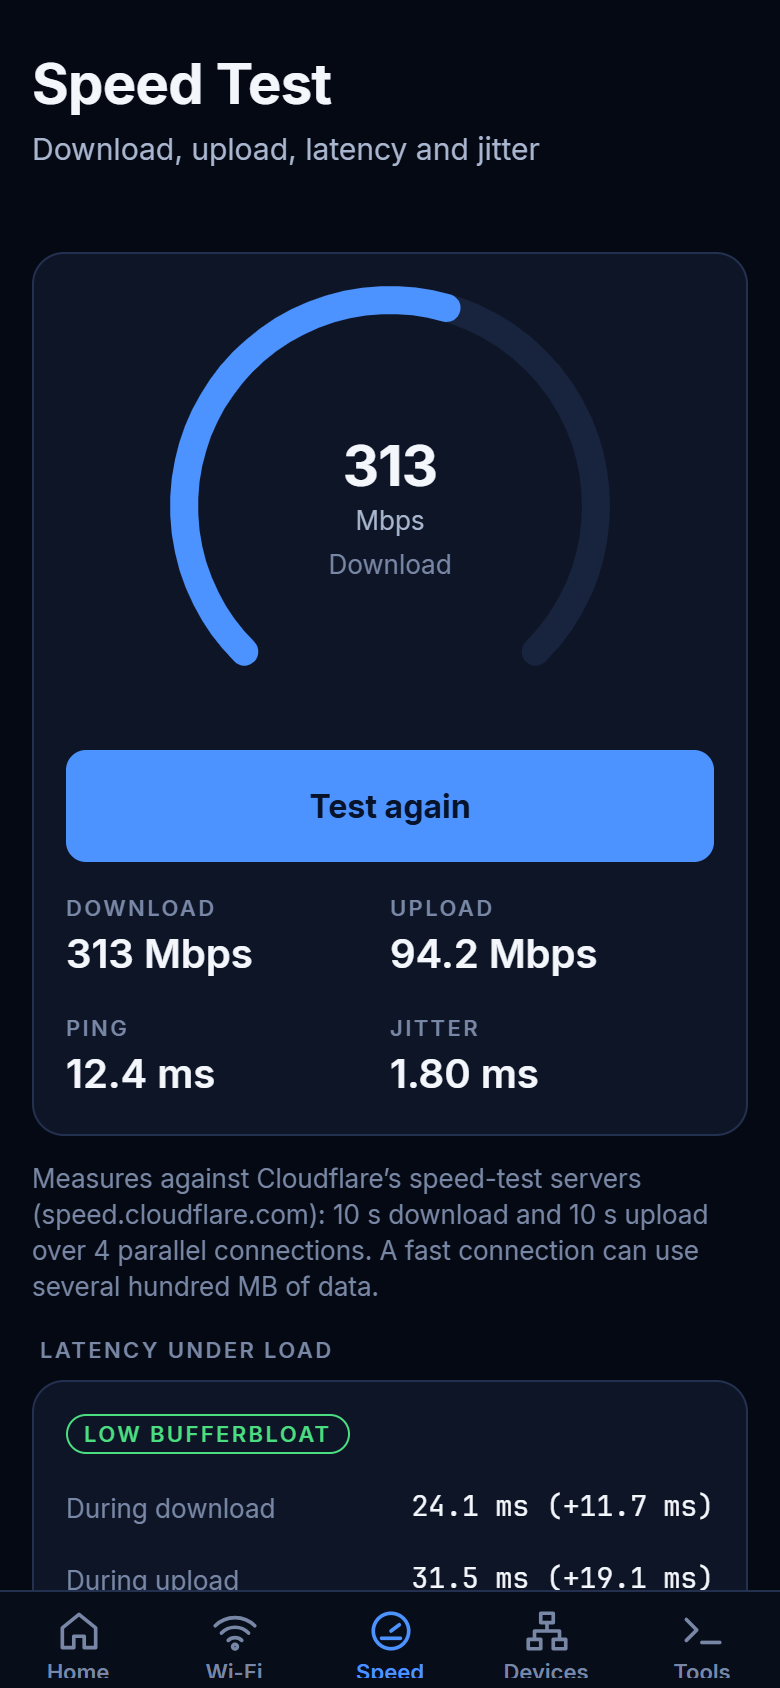 Speed Test
Download, upload, latency and jitter
313
Mbps
Download
Test again
DOWNLOAD
UPLOAD
313 Mbps
94.2 Mbps
PING
JITTER
12.4 ms
1.80 ms
Measures against Cloudflare’s speed-test servers
(speed.cloudflare.com): 10 s download and 10 s upload
over 4 parallel connections. A fast connection can use
several hundred MB of data.
LATENCY UNDER LOAD
LOW BUFFERBLOAT
During download
24.1 ms (+11.7 ms)
During upload
31.5 ms (+19.1 ms)
Home
Wi-Fi
Speed
Devices
Tools